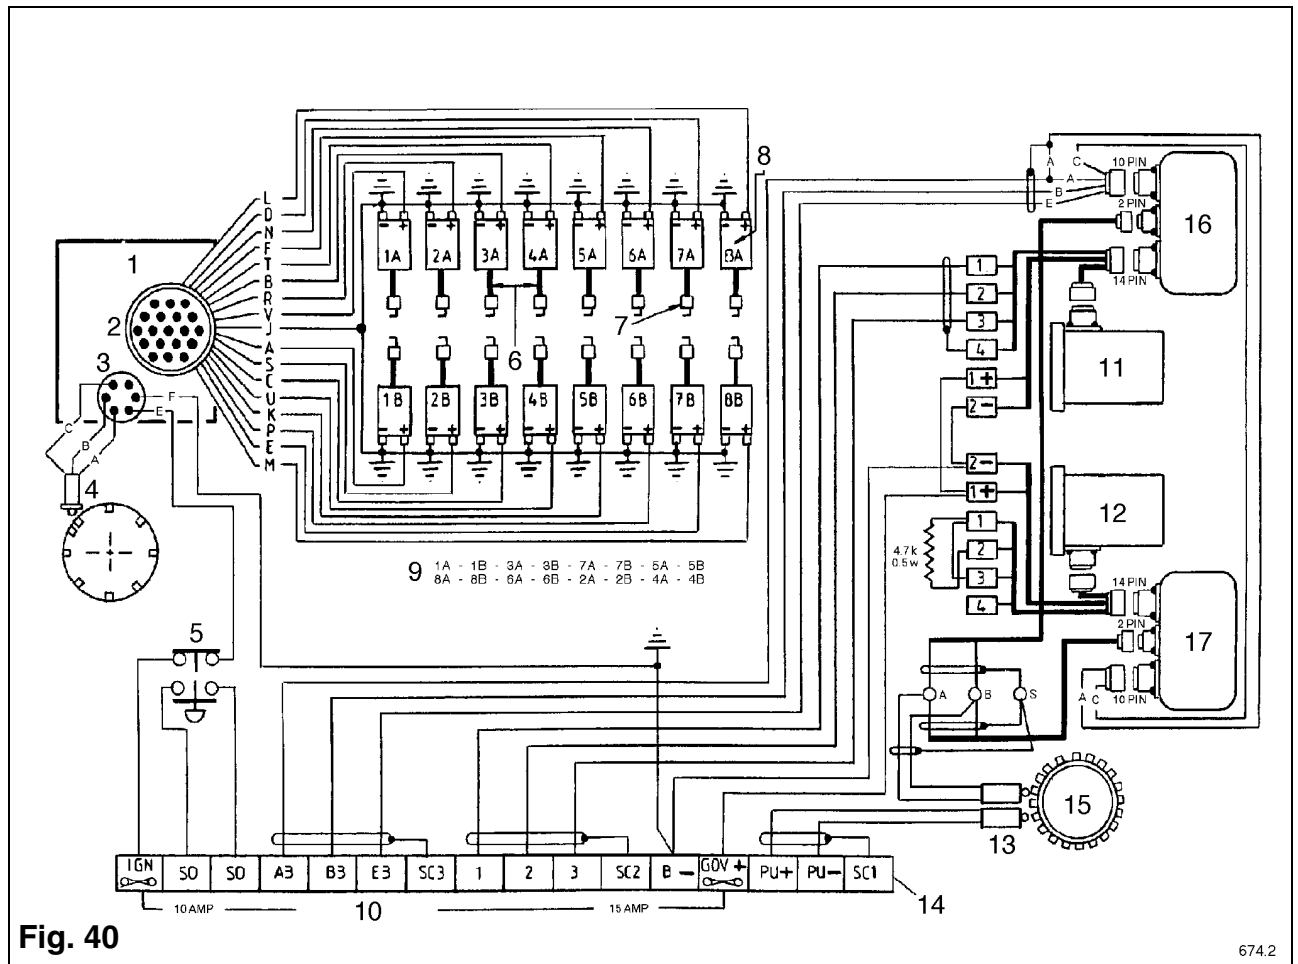 8
L
D
N
F
T
B
R
V
J
A
S
C
U
K
P
E
M
1
2
3
F
E
C
B
A
4
- +
1A 2A 3A 4A 5A 6A 7A 8A
6
7
1B 2B 3B 4B 5B 6B 7B 8B
- +
9
1A - 1B - 3A - 3B - 7A - 7B - 5A - 5B
8A - 8B - 6A - 6B - 2A - 2B - 4A - 4B
5
A
C
A
B
E
10 PIN
2 PIN
14 PIN
16
1
2
3
4
1 +
2 -
11
2 -
1 +
1
2
3
4
4.7k
0.5w
12
14 PIN
2 PIN
10 PIN
17
A
C
A
B
S
15
13
IGN SO SO A3 B3 E3 SC3 1 2 3 SC2 B - GOV + PU+ PU- SC1
14
10 AMP
10
15 AMP
Fig. 40
674.2